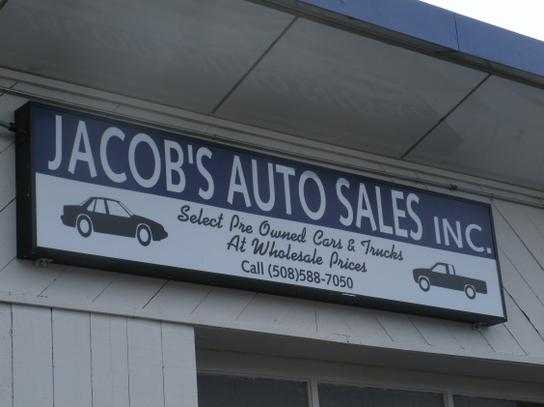 JACOB'S AUTO SALES INC.
Select Pre Owned Cars & Trucks
At Wholesale Prices
Call (508)588-7050